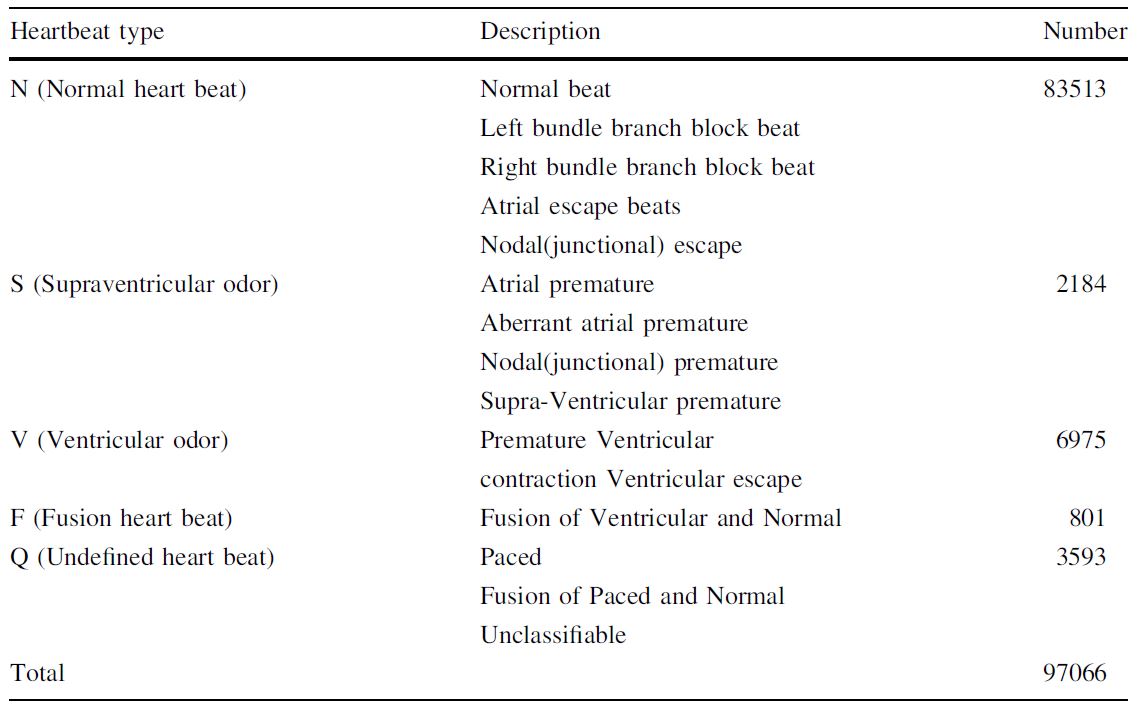 Heartbeat type Description Number
N (Normal heart beat) Normal beat 83513
Left bundle branch block beat
Right bundle branch block beat
Atrial escape beats
Nodal(junctional) escape
S (Supraventricular odor) Atrial premature 2184
Aberrant atrial premature
Nodal(junctional) premature
Supra-Ventricular premature
V (Ventricular odor) Premature Ventricular 6975
contraction Ventricular escape
F (Fusion heart beat) Fusion of Ventricular and Normal 801
Q (Undefined heart beat) Paced 3593
Fusion of Paced and Normal
Unclassifiable
Total 97066